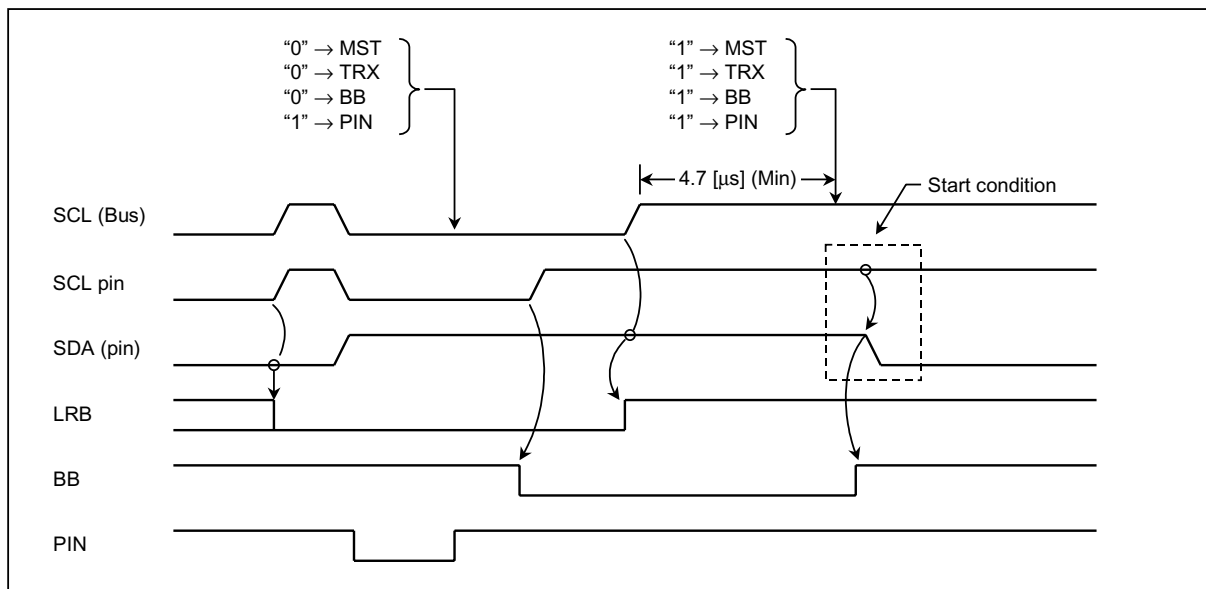 “0” → MST
“0” → TRX
“0” → BB
“1” → PIN
“1” → MST
“1” → TRX
“1” → BB
“1” → PIN
4.7 [μs] (Min)
Start condition
SCL (Bus)
SCL pin
SDA (pin)
LRB
BB
PIN